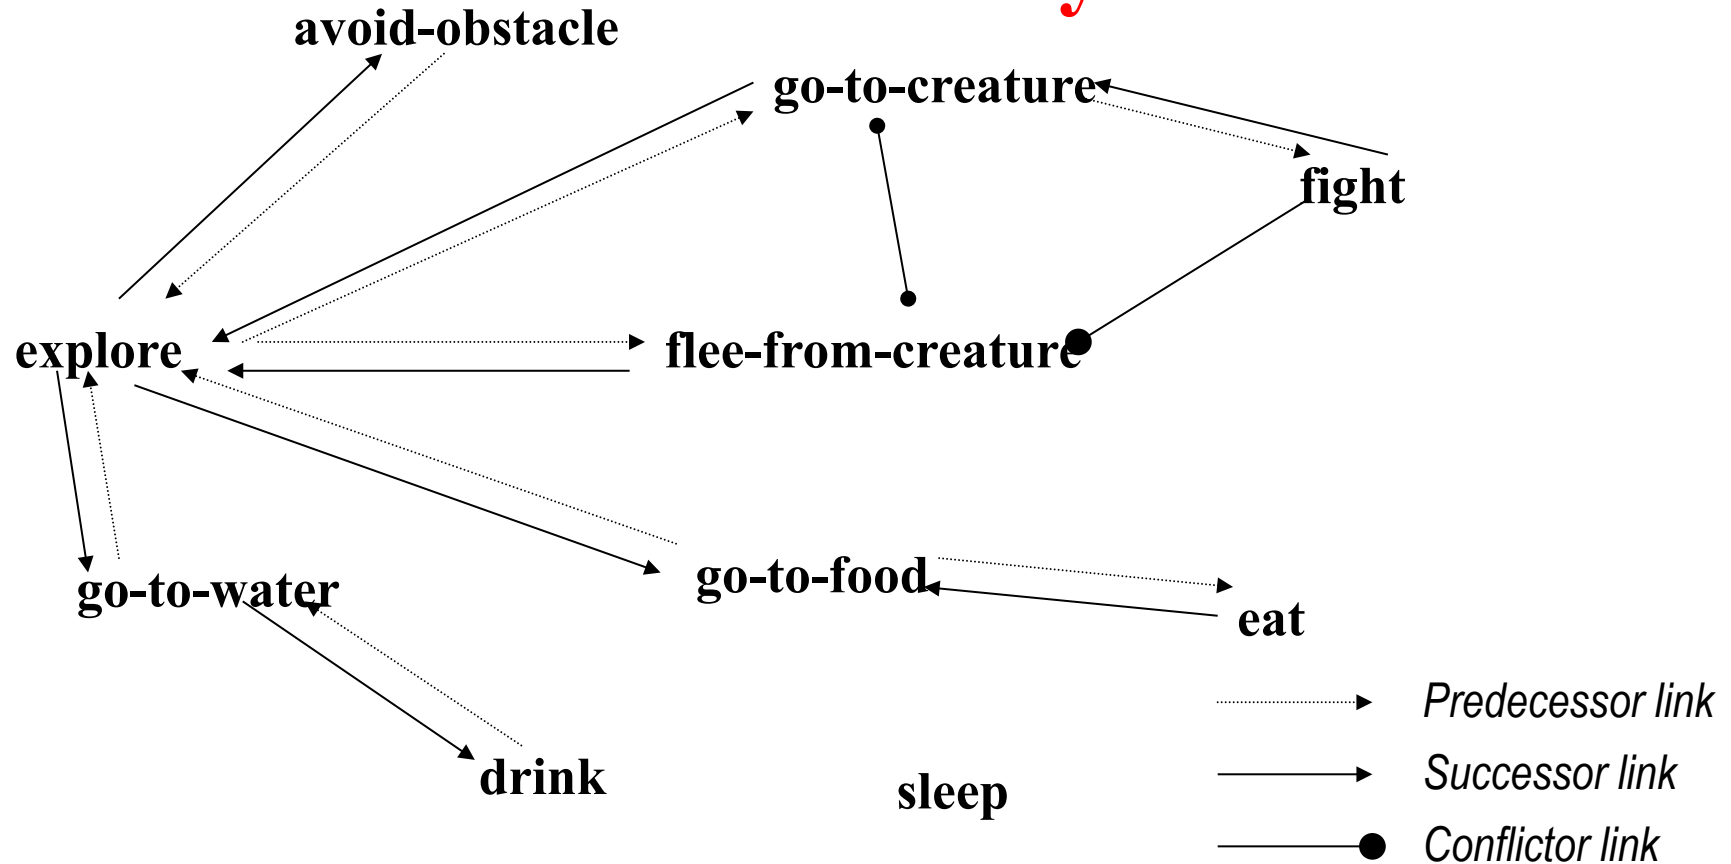 y
avoid-obstacle
go-to-creature
fight
explore
flee-from-creature
go-to-water
go-to-food
eat
drink
sleep
Predecessor link
Successor link
Conflictor link